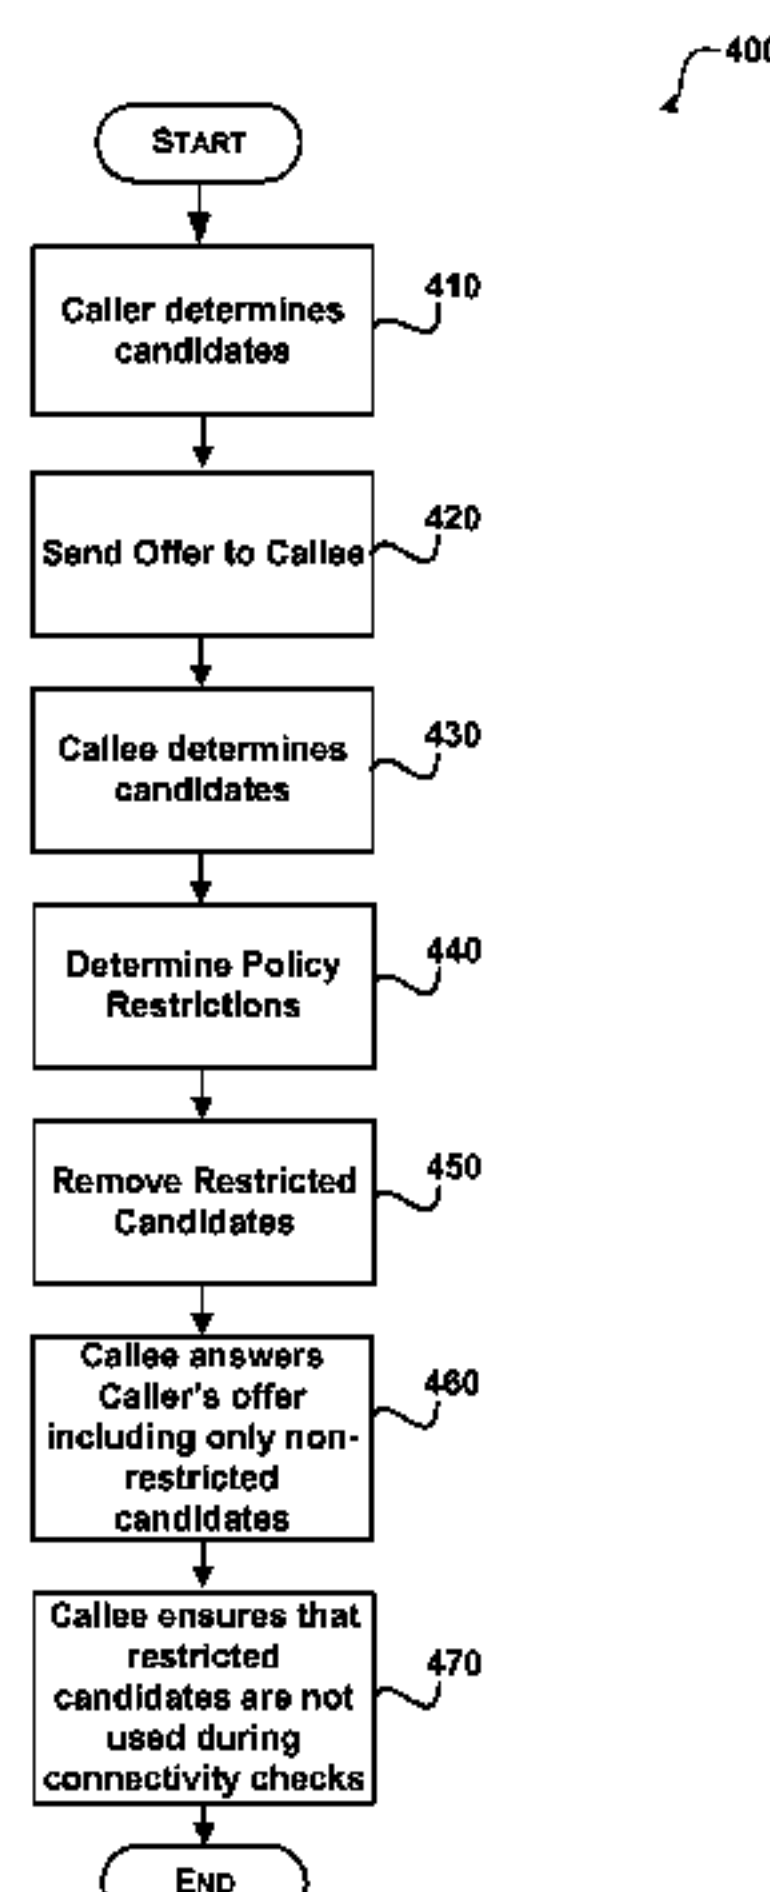 400
START
410
Caller determines
candidates
420
Send Offer to Callee
430
Callee determines
candidates
440
Determine Policy
Restrictions
450
Remove Restricted
Candidates
460
Callee answers
Caller's offer
including only non-
restricted
candidates
470
Callee ensures that
restricted
candidates are not
used during
connectivity checks
END